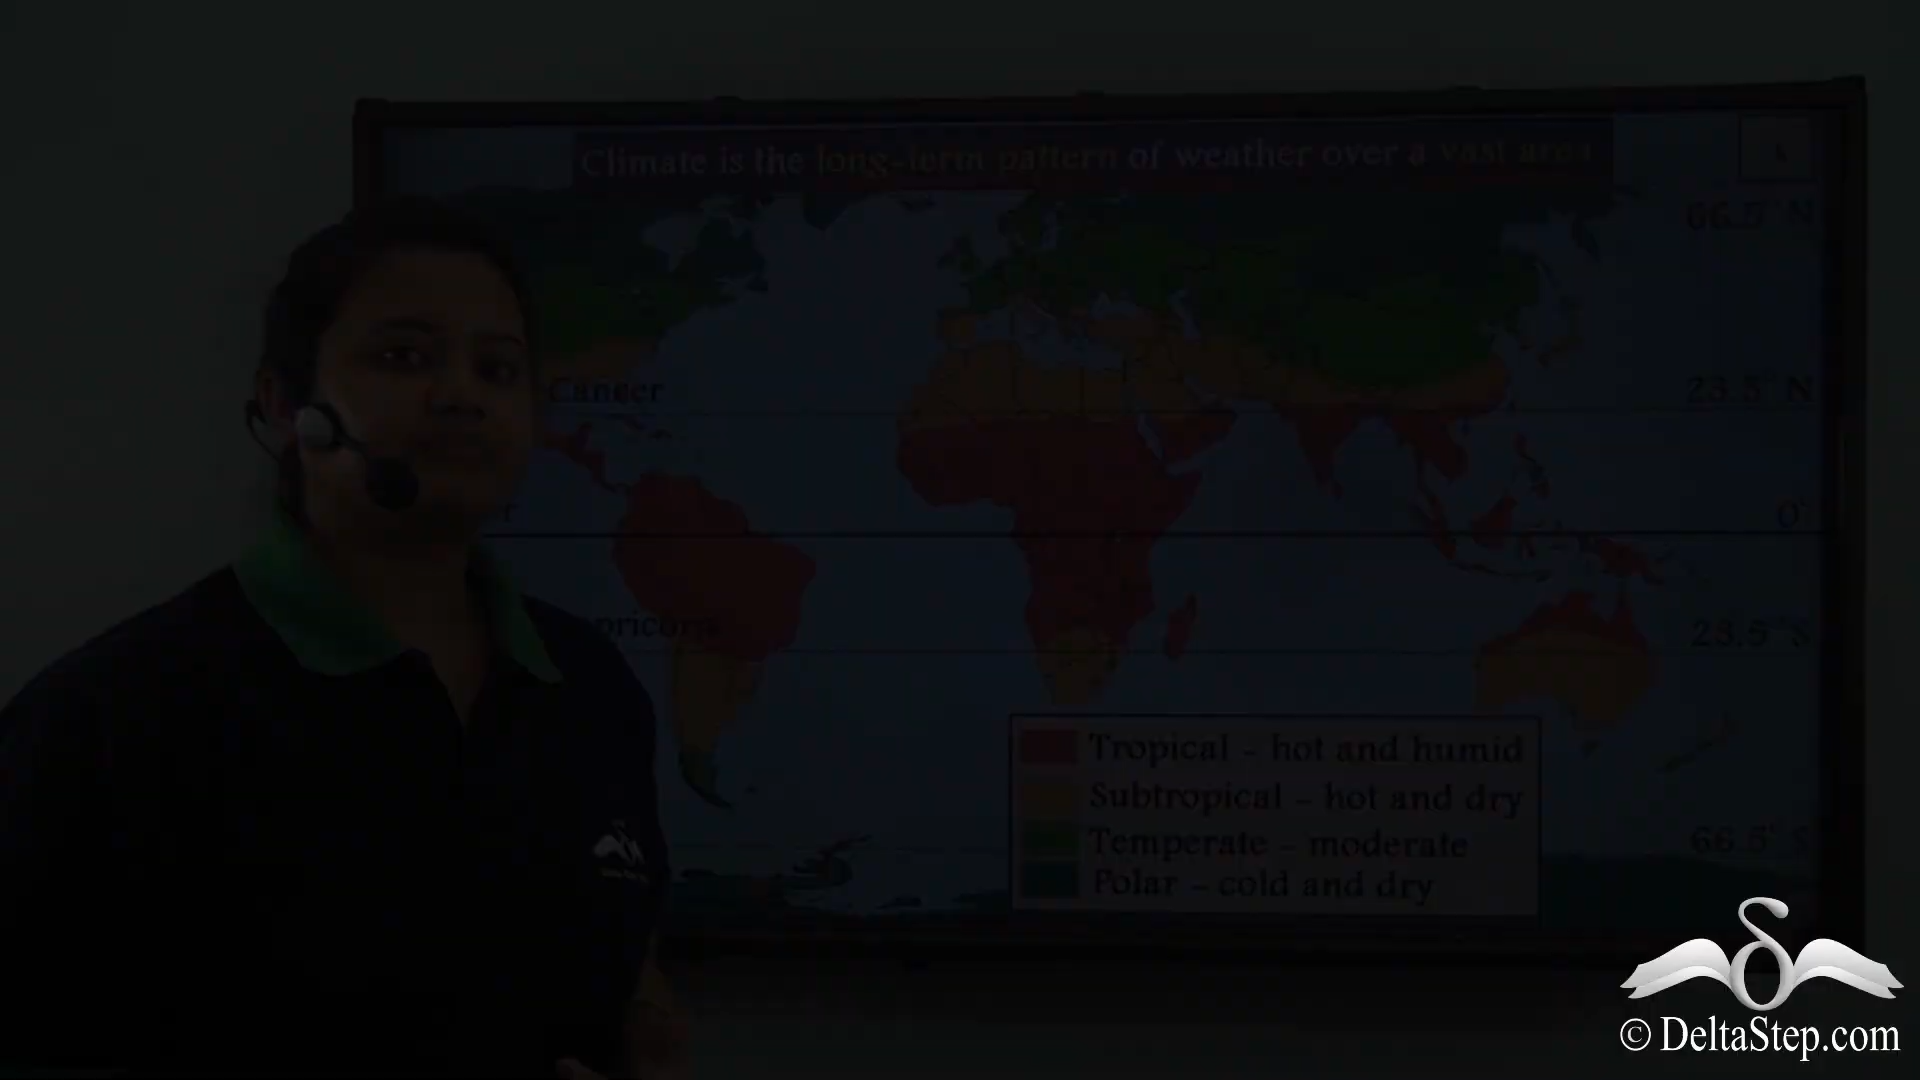 Climate is the long-term pattern of weather over a vast area
66.5° N
Cancer
23.5° N
0°
pricorn
23.5° S
Tropical - hot and humid
Subtropical - hot and dry
Temperate - moderate
Polar - cold and dry
66.5° S
© DeltaStep.com